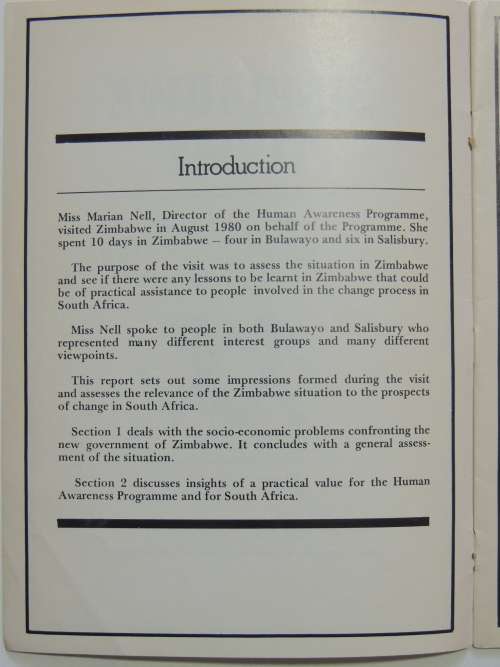 Introduction
Miss Marian Nell, Director of the Human Awareness Programme,
visited Zimbabwe in August 1980 on behalf of the Programme. She
spent 10 days in Zimbabwe – four in Bulawayo and six in Salisbury.
The purpose of the visit was to assess the situation in Zimbabwe
and see if there were any lessons to be learnt in Zimbabwe that could
be of practical assistance to people involved in the change process in
South Africa.
Miss Nell spoke to people in both Bulawayo and Salisbury who
represented many different interest groups and many different
viewpoints.
This report sets out some impressions formed during the visit
and assesses the relevance of the Zimbabwe situation to the prospects
of change in South Africa.
Section 1 deals with the socio-economic problems confronting the
new government of Zimbabwe. It concludes with a general assess-
ment of the situation.
Section 2 discusses insights of a practical value for the Human
Awareness Programme and for South Africa.